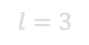 l = 3